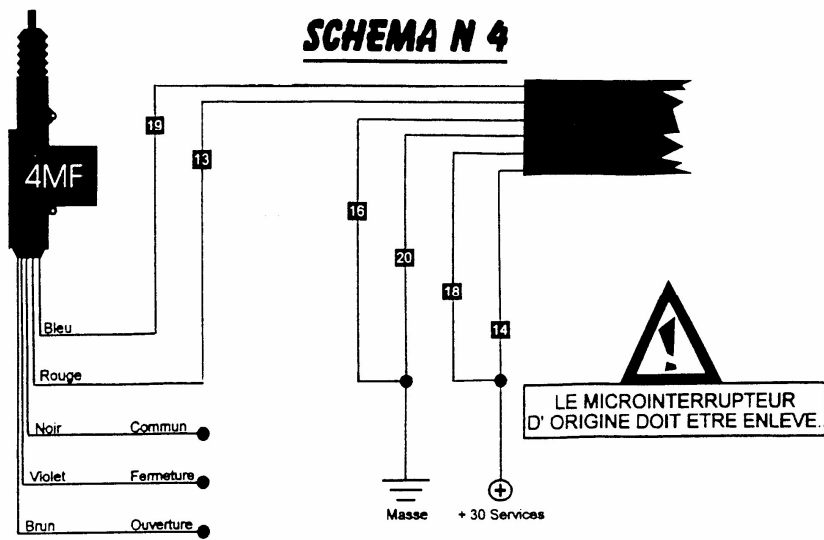 SCHEMA N 4
19
13
4MF
16
20
18
14
Bleu
Rouge
Noir Commun
Violet Fermeture
Brun Ouverture
Masse
+ 30 Services
!
LE MICROINTERRUPTEUR
D' ORIGINE DOIT ETRE ENLEVE..